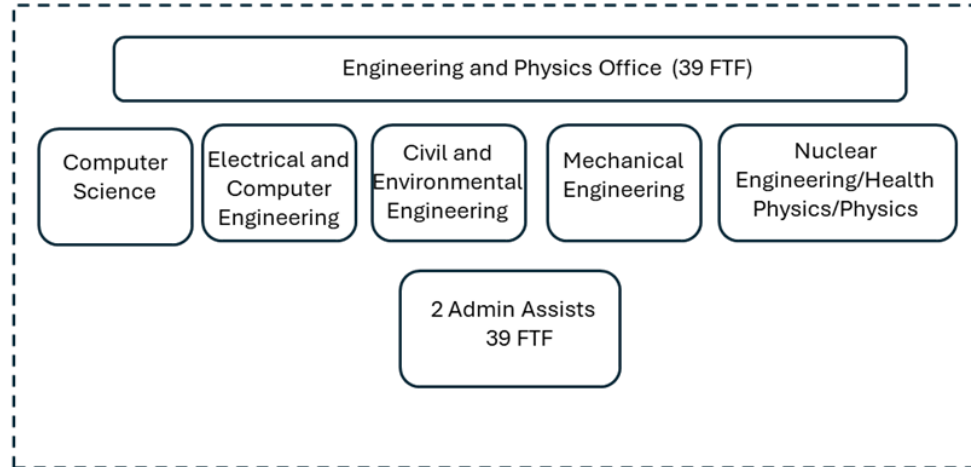 Engineering and Physics Office (39 FTF)
Computer
Science
Electrical and
Computer
Engineering
Civil and
Environmental
Engineering
Mechanical
Engineering
Nuclear
Engineering/Health
Physics/Physics
2 Admin Assists
39 FTF